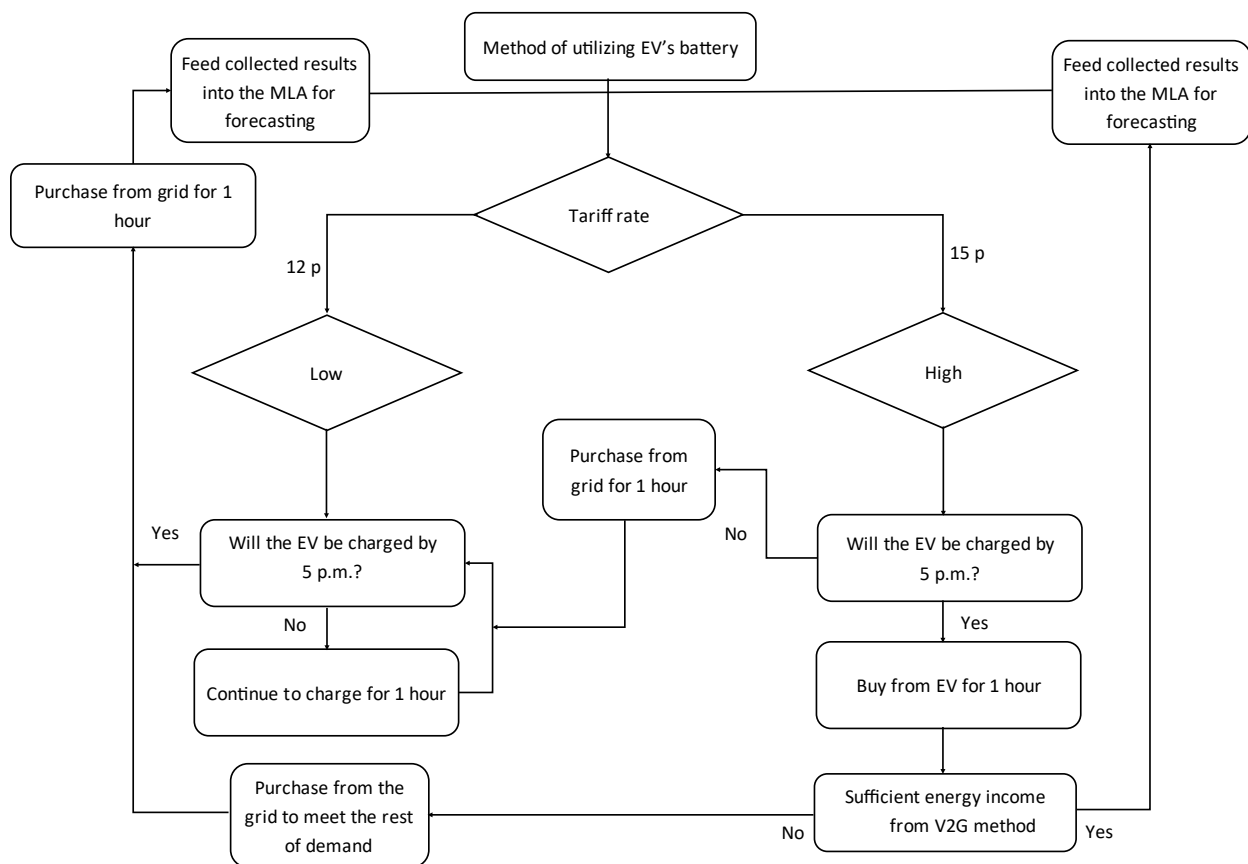 Method of utilizing EV’s battery
Feed collected results
into the MLA for
forecasting
Feed collected results
into the MLA for
forecasting
Purchase from grid for 1
hour
Tariff rate
12 p
15 p
Low
High
Purchase from
grid for 1 hour
Yes
Will the EV be charged by
5 p.m.?
No
Will the EV be charged by
5 p.m.?
No
Yes
Continue to charge for 1 hour
Buy from EV for 1 hour
Purchase from the
grid to meet the rest
of demand
No
Sufficient energy income
from V2G method
Yes